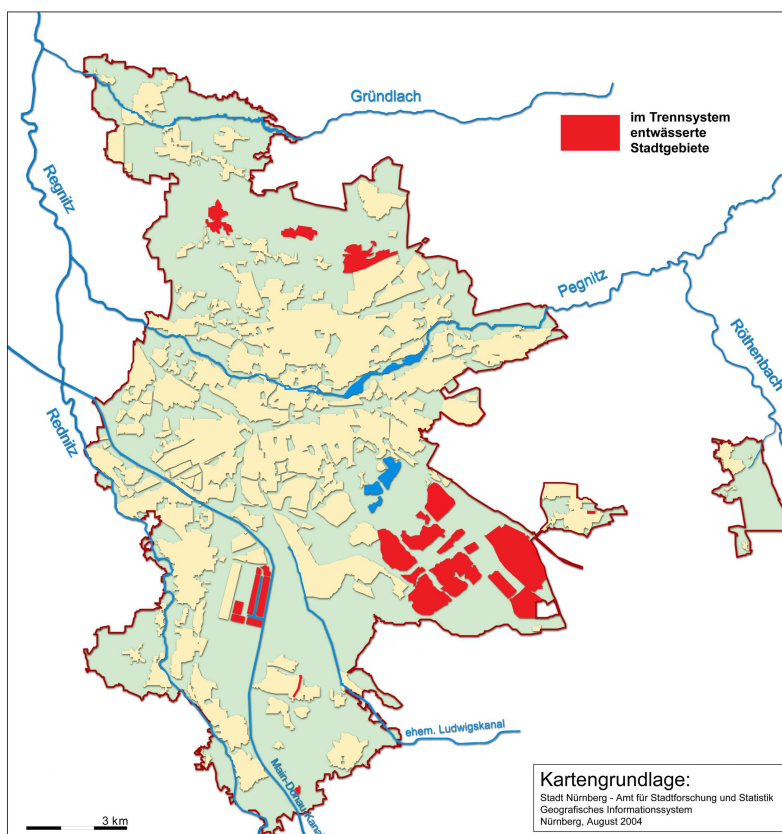 Gründlach
im Trennsystem
entwässerte
Stadtgebiete
Regnitz
Pegnitz
Röthenbach
Rednitz
ehem. Ludwigskanal
Main-Donau-Kanal
3 km
Kartengrundlage:
Stadt Nürnberg - Amt für Stadtforschung und Statistik
Geografisches Informationssystem
Nürnberg, August 2004